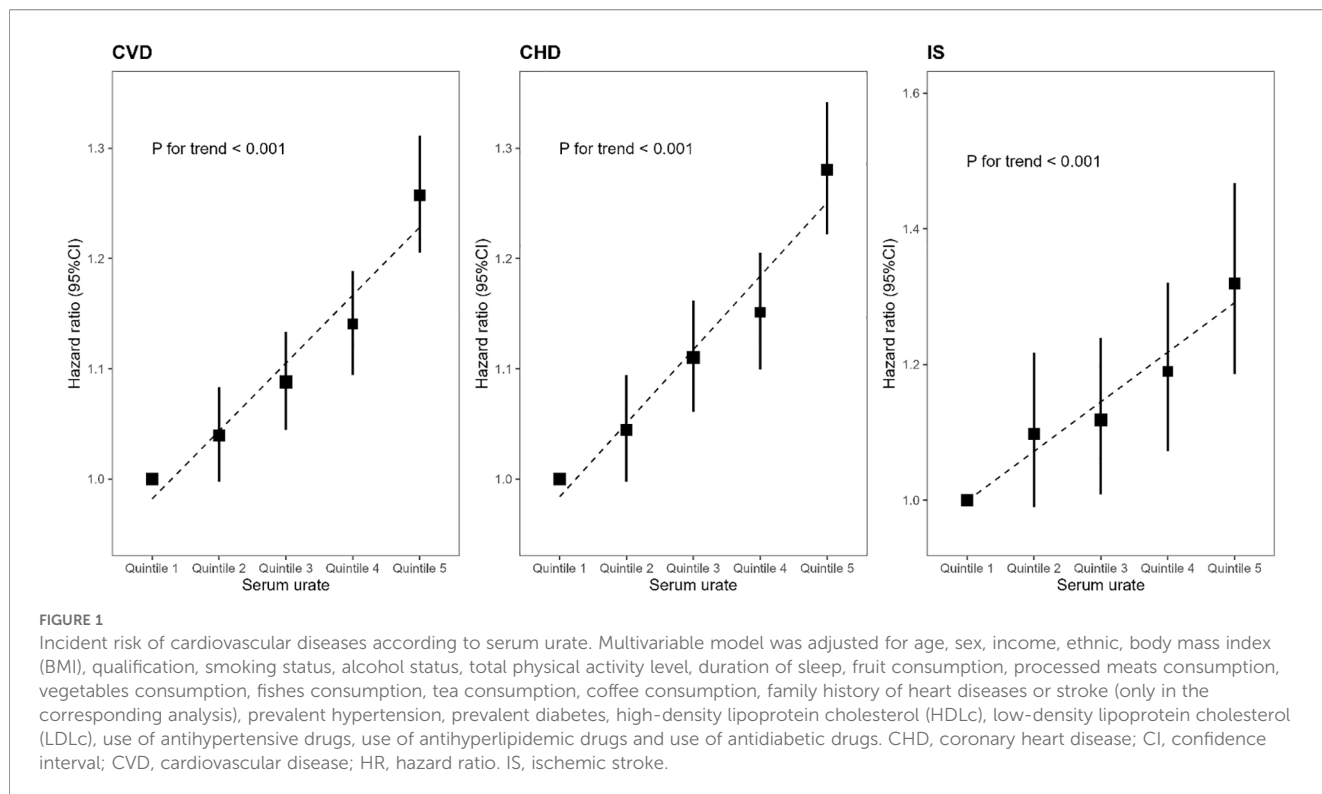 CVD
P for trend < 0.001
Hazard ratio (95%CI)
1.3
1.2
1.1
1.0
Quintile 1 Quintile 2 Quintile 3 Quintile 4 Quintile 5
Serum urate
CHD
P for trend < 0.001
Hazard ratio (95%CI)
1.3
1.2
1.1
1.0
Quintile 1 Quintile 2 Quintile 3 Quintile 4 Quintile 5
Serum urate
IS
P for trend < 0.001
Hazard ratio (95%CI)
1.6
1.4
1.2
1.0
Quintile 1 Quintile 2 Quintile 3 Quintile 4 Quintile 5
Serum urate
FIGURE 1
Incident risk of cardiovascular diseases according to serum urate. Multivariable model was adjusted for age, sex, income, ethnic, body mass index
(BMI), qualification, smoking status, alcohol status, total physical activity level, duration of sleep, fruit consumption, processed meats consumption,
vegetables consumption, fishes consumption, tea consumption, coffee consumption, family history of heart diseases or stroke (only in the
corresponding analysis), prevalent hypertension, prevalent diabetes, high-density lipoprotein cholesterol (HDLc), low-density lipoprotein cholesterol
(LDLc), use of antihypertensive drugs, use of antihyperlipidemic drugs and use of antidiabetic drugs. CHD, coronary heart disease; CI, confidence
interval; CVD, cardiovascular disease; HR, hazard ratio. IS, ischemic stroke.